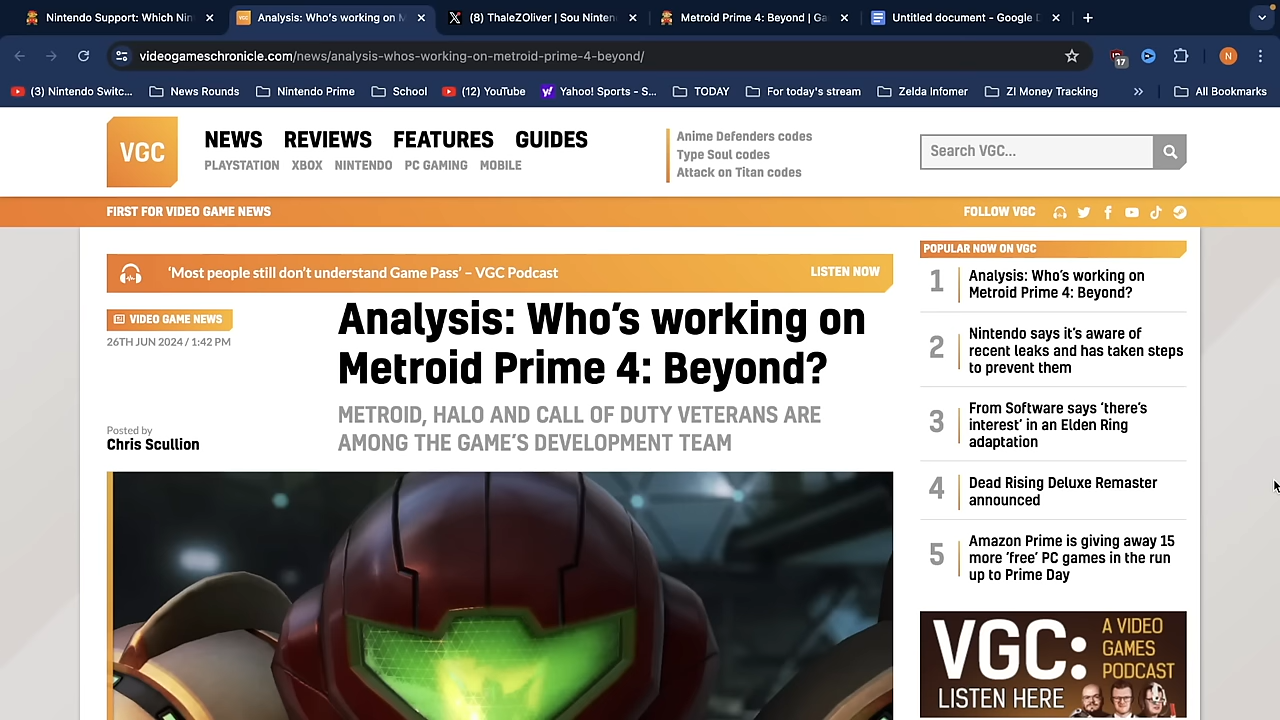 Nintendo Support: Which Nin
Analysis: Who's working on M
(8) ThaleZOliver | Sou Ninten
Metroid Prime 4: Beyond | Ga
Untitled document - Google D
videogameschronicle.com/news/analysis-whos-working-on-metroid-prime-4-beyond/
17
N
(3) Nintendo Switc...
News Rounds
Nintendo Prime
School
(12) YouTube
Yahoo! Sports - S...
TODAY
For today's stream
Zelda Infomer
ZI Money Tracking
»
All Bookmarks
VGC
NEWS REVIEWS FEATURES GUIDES
PLAYSTATION XBOX NINTENDO PC GAMING MOBILE
Anime Defenders codes
Type Soul codes
Attack on Titan codes
Search VGC...
FIRST FOR VIDEO GAME NEWS
FOLLOW VGC
‘Most people still don’t understand Game Pass’ – VGC Podcast
LISTEN NOW
VIDEO GAME NEWS
26TH JUN 2024 / 1:42 PM
Analysis: Who’s working on
Metroid Prime 4: Beyond?
METROID, HALO AND CALL OF DUTY VETERANS ARE
AMONG THE GAME’S DEVELOPMENT TEAM
Posted by
Chris Scullion
POPULAR NOW ON VGC
1
Analysis: Who’s working on
Metroid Prime 4: Beyond?
2
Nintendo says it’s aware of
recent leaks and has taken steps
to prevent them
3
From Software says ‘there’s
interest’ in an Elden Ring
adaptation
4
Dead Rising Deluxe Remaster
announced
5
Amazon Prime is giving away 15
more ‘free’ PC games in the run
up to Prime Day
VGC:
A VIDEO
GAMES
PODCAST
LISTEN HERE